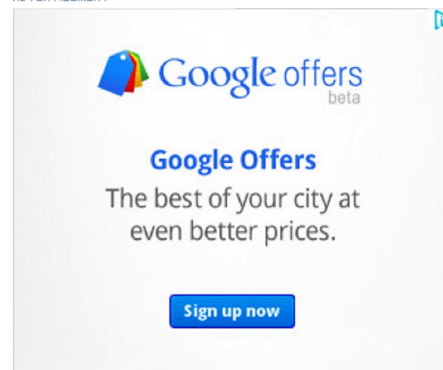 Google offers
beta
Google Offers
The best of your city at
even better prices.
Sign up now